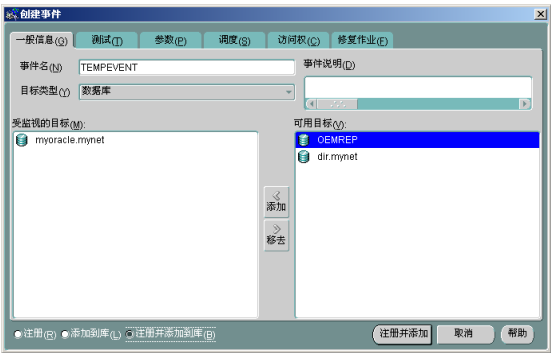 创建事件
一般信息(G) 测试(T) 参数(P) 调度(S) 访问权(C) 修复作业(F)
事件名(N) TEMPEVENT 事件说明(D)
目标类型(Y) 数据库
受监视的目标(M): 可用目标(V):
myoracle.mynet OEMREP
dir.mynet
添加
移去
注册(R) 添加到库(L) 注册并添加到库(B) 注册并添加 取消 帮助